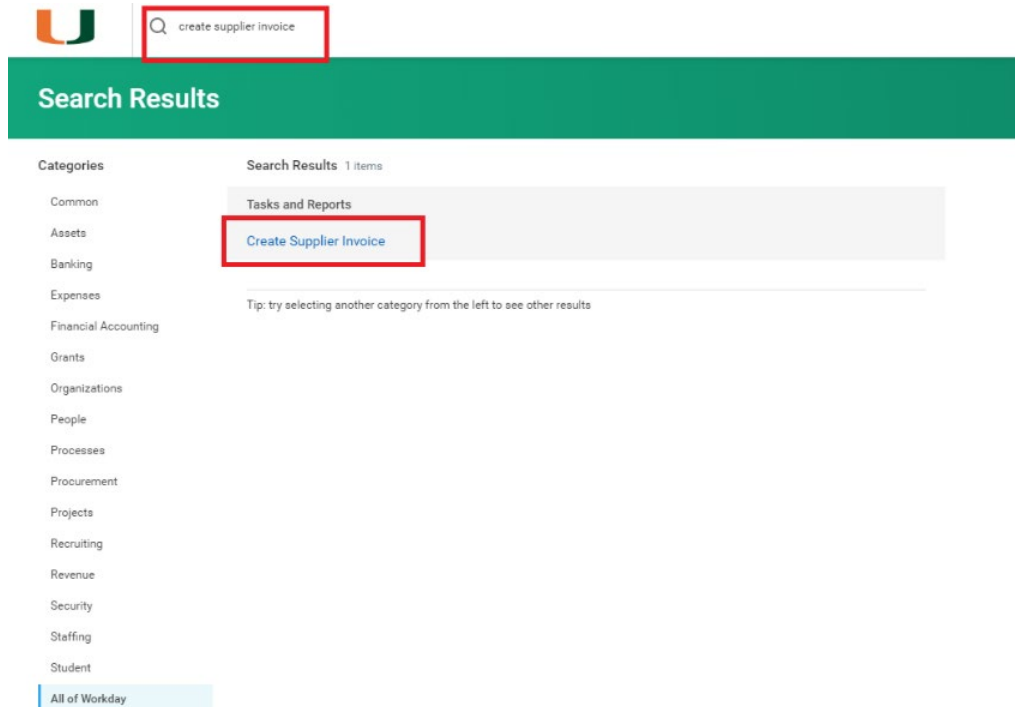 create supplier invoice
Search Results
Categories
Common
Assets
Banking
Expenses
Financial Accounting
Grants
Organizations
People
Processes
Procurement
Projects
Recruiting
Revenue
Security
Staffing
Student
All of Workday
Search Results 1 items
Tasks and Reports
Create Supplier Invoice
Tip: try selecting another category from the left to see other results